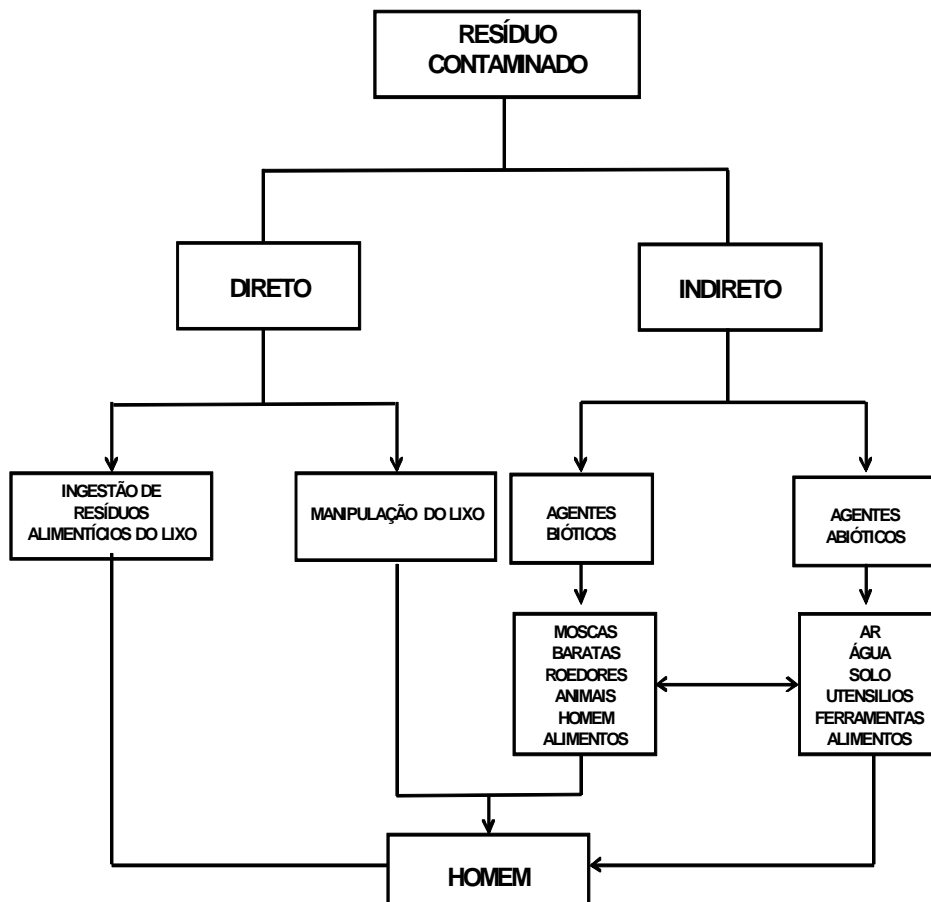 RESÍDUO
CONTAMINADO
DIRETO
INDIRETO
INGESTÃO DE
RESÍDUOS
ALIMENTÍCIOS DO LIXO
MANIPULAÇÃO DO LIXO
AGENTES
BIÓTICOS
AGENTES
ABIÓTICOS
MOSCAS
BARATAS
ROEDORES
ANIMAIS
HOMEM
ALIMENTOS
AR
ÁGUA
SOLO
UTENSILIOS
FERRAMENTAS
ALIMENTOS
HOMEM